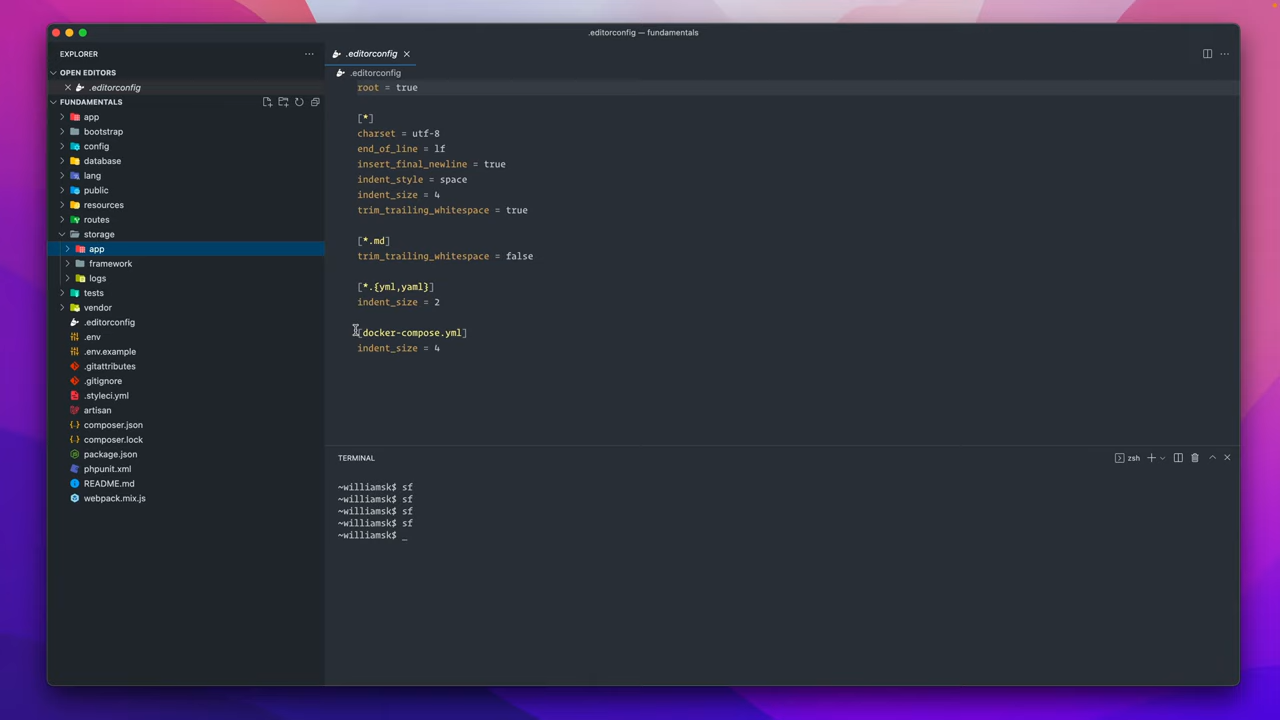 .editorconfig — fundamentals
EXPLORER
OPEN EDITORS
.editorconfig
FUNDAMENTALS
app
bootstrap
config
database
lang
public
resources
routes
storage
app
framework
logs
tests
vendor
.editorconfig
.env
.env.example
.gitattributes
.gitignore
.styleci.yml
artisan
composer.json
composer.lock
package.json
phpunit.xml
README.md
webpack.mix.js
.editorconfig
.editorconfig
root = true
[*]
charset = utf-8
end_of_line = lf
insert_final_newline = true
indent_style = space
indent_size = 4
trim_trailing_whitespace = true
[*.md]
trim_trailing_whitespace = false
[*.{yml,yaml}]
indent_size = 2
[docker-compose.yml]
indent_size = 4
TERMINAL
zsh
~williamsk$ sf
~williamsk$ sf
~williamsk$ sf
~williamsk$ sf
~williamsk$ _